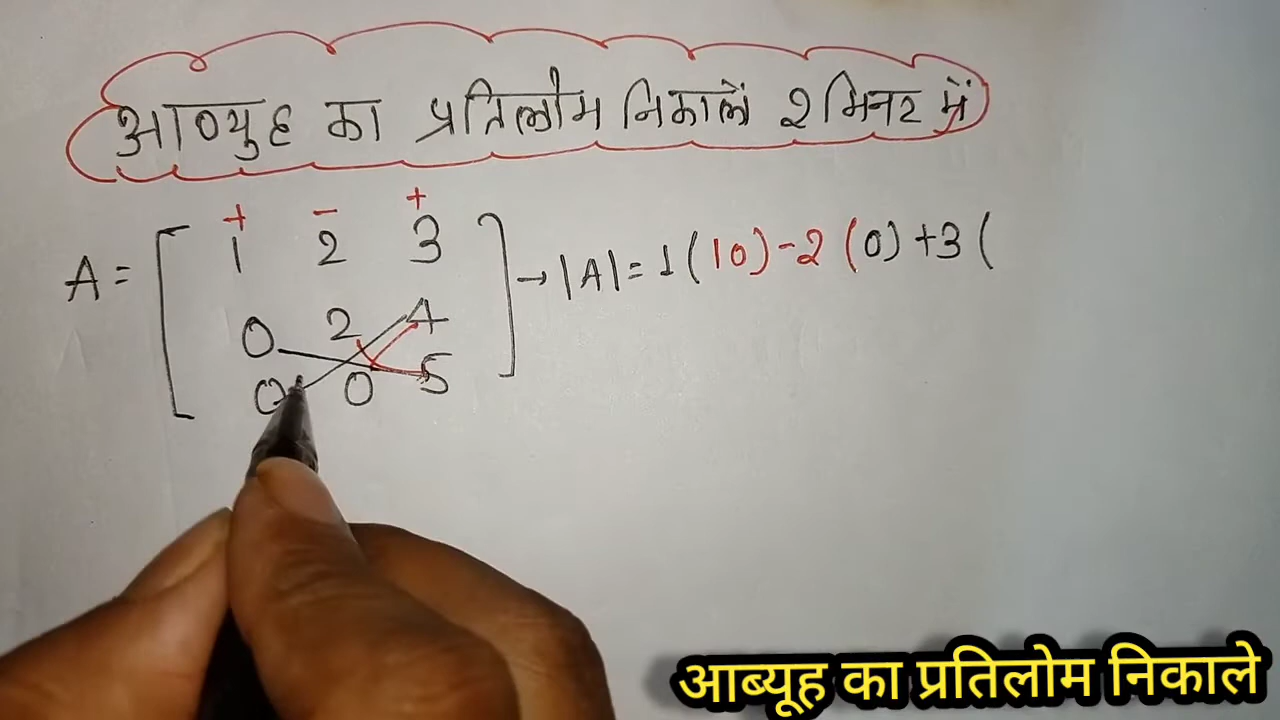 आव्युह का प्रतिलोम निकालें २ मिनट में
+ - +
A = [ 1 2 3 ] → |A| = 1 ( 10 ) - 2 ( 0 ) + 3 (
0 2 4
0 0 5
आब्यूह का प्रतिलोम निकाले